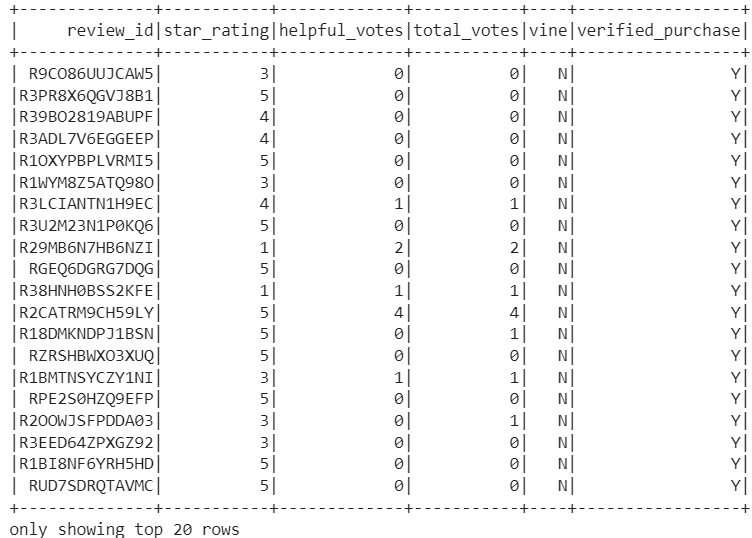 +--------------+-----------+-------------+-----------+----+-----------------+
|     review_id|star_rating|helpful_votes|total_votes|vine|verified_purchase|
+--------------+-----------+-------------+-----------+----+-----------------+
| R9CO86UUJCAW5|          3|            0|          0|   N|                Y|
|R3PR8X6QGVJ8B1|          5|            0|          0|   N|                Y|
|R39BO2819ABUPF|          4|            0|          0|   N|                Y|
|R3ADL7V6EGGEEP|          4|            0|          0|   N|                Y|
|R1OXYPBPLVRMI5|          5|            0|          0|   N|                Y|
|R1WYM8Z5ATQ98O|          3|            0|          0|   N|                Y|
|R3LCIANTN1H9EC|          4|            1|          1|   N|                Y|
|R3U2M23N1P0KQ6|          5|            0|          0|   N|                Y|
|R29MB6N7HB6NZI|          1|            2|          2|   N|                Y|
| RGEQ6DGRG7DQG|          5|            0|          0|   N|                Y|
|R38HNH0BSS2KFE|          1|            1|          1|   N|                Y|
|R2CATRM9CH59LY|          5|            4|          4|   N|                Y|
|R18DMKNDPJ1BSN|          5|            0|          1|   N|                Y|
| RZRSHBWXO3XUQ|          5|            0|          0|   N|                Y|
|R1BMTNSYCZY1NI|          3|            1|          1|   N|                Y|
| RPE2S0HZQ9EFP|          5|            0|          0|   N|                Y|
|R2OOWJSFPDDA03|          3|            0|          1|   N|                Y|
|R3EED64ZPXGZ92|          3|            0|          0|   N|                Y|
|R1BI8NF6YRH5HD|          5|            0|          0|   N|                Y|
| RUD7SDRQTAVMC|          5|            0|          0|   N|                Y|
+--------------+-----------+-------------+-----------+----+-----------------+
only showing top 20 rows